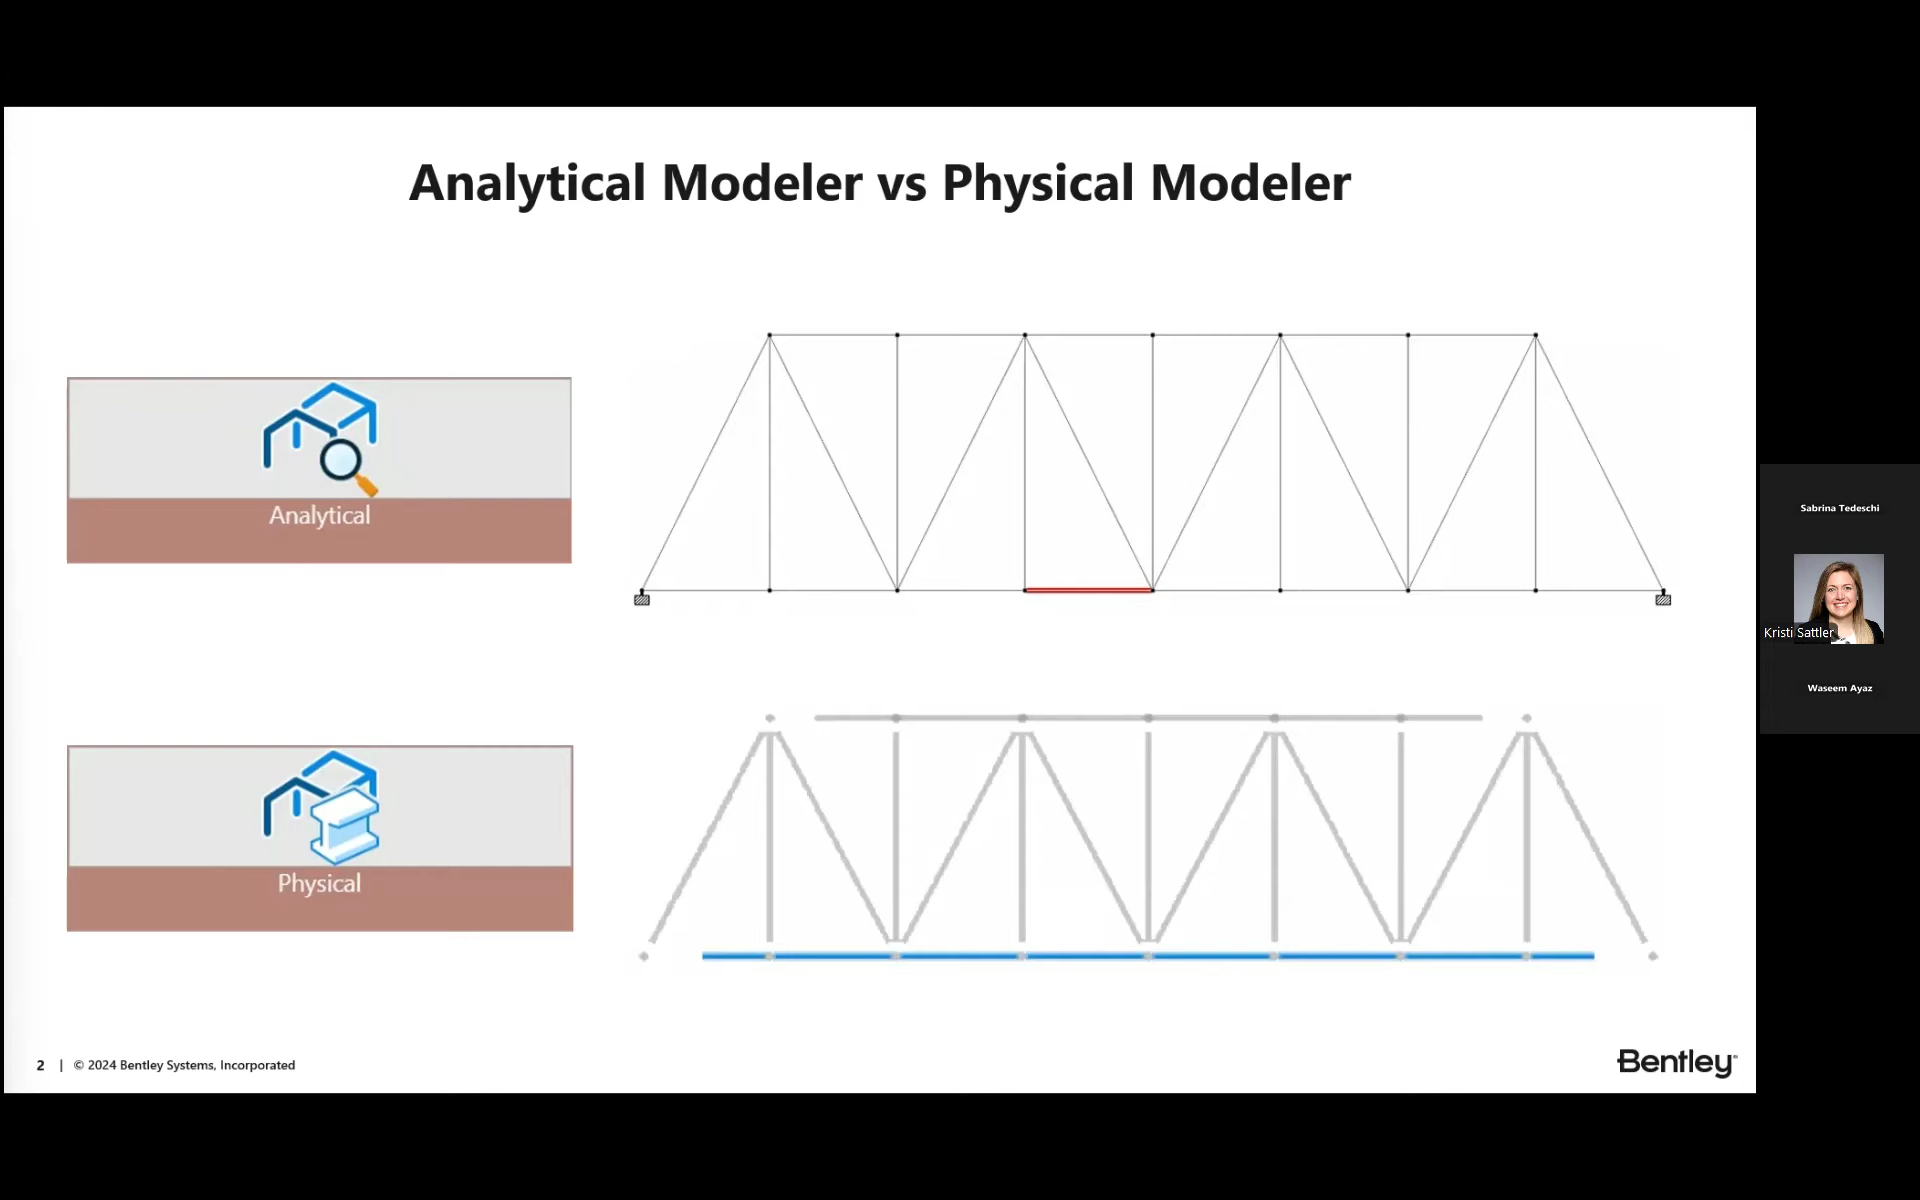 Analytical Modeler vs Physical Modeler
Analytical
Physical
2 | © 2024 Bentley Systems, Incorporated
Bentley
Sabrina Tedeschi
Kristi Sattler
Waseem Ayaz